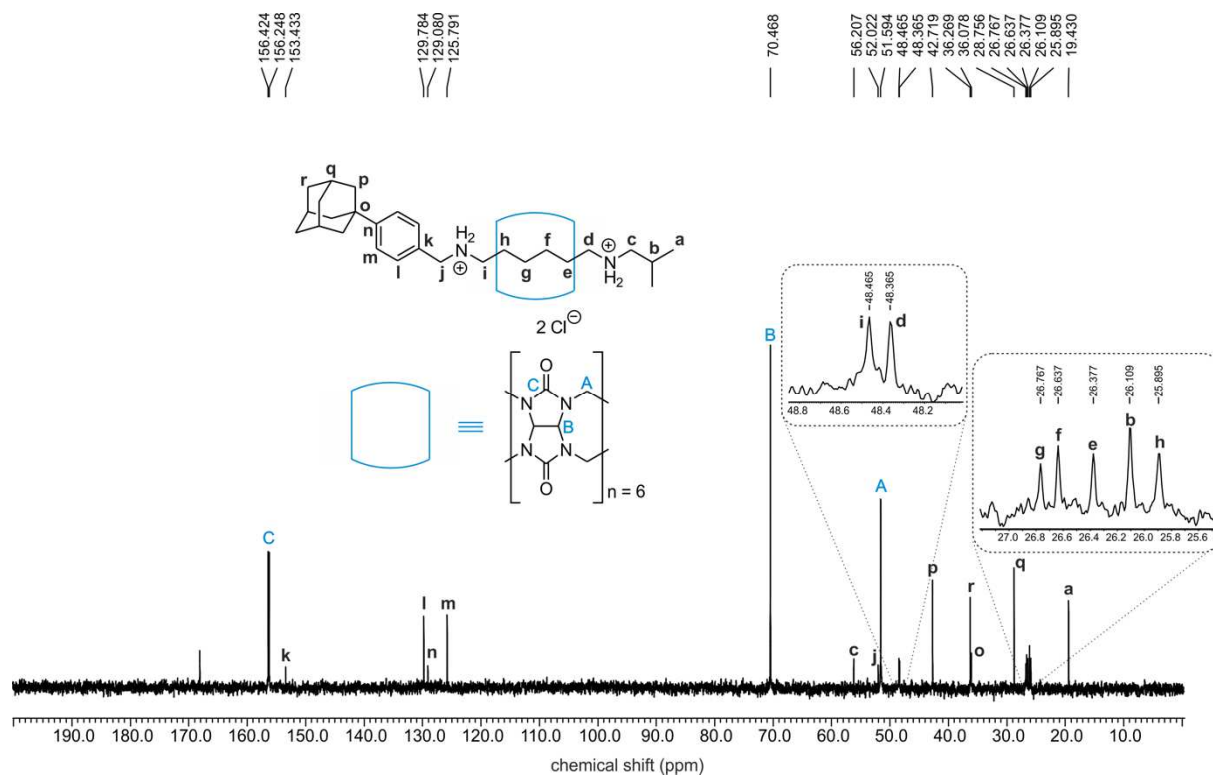 156.424
156.248
153.433
129.784
129.080
125.791
70.468
56.207
52.022
51.594
48.465
48.365
42.719
36.269
36.078
28.756
26.767
26.637
26.377
26.109
25.895
19.430
q
r
p
o
n
m
l
k
j
H2
N
⊕
i
h
g
f
e
d
N
⊕
H2
c
b
a
2 Cl⊖
O
C
A
N N
B
N N
O
n = 6
B
48.465
48.365
i d
48.8 48.6 48.4 48.2
26.767
26.637
26.377
26.109
25.895
g f e b h
27.0 26.8 26.6 26.4 26.2 26.1 26.0 25.8 25.6
C
k
l
n
m
A
c
j
p
r
o
q
a
190.0 180.0 170.0 160.0 150.0 140.0 130.0 120.0 110.0 100.0 90.0 80.0 70.0 60.0 50.0 40.0 30.0 20.0 10.0
chemical shift (ppm)